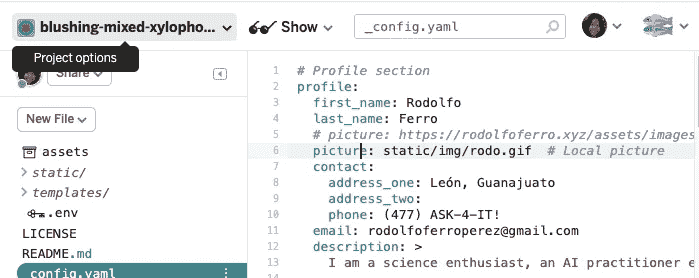 blushing-mixed-xylopho...
Show
_config.yaml
Project options
Share
New File
assets
static/
templates/
.env
LICENSE
README.md
_config.yaml
1 # Profile section
2 profile:
3 first_name: Rodolfo
4 last_name: Ferro
5 # picture: https://rodolfoferro.xyz/assets/images
6 picture: static/img/rodo.gif # Local picture
7 contact:
8 address_one: León, Guanajuato
9 address_two:
10 phone: (477) ASK-4-IT!
11 email: rodolfoferroperez@gmail.com
12 description: >
13 I am a science enthusiast, an AI practitioner e